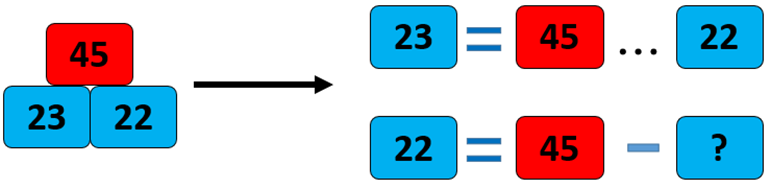 45
23 22
23 = 45 ... 22
22 = 45 - ?